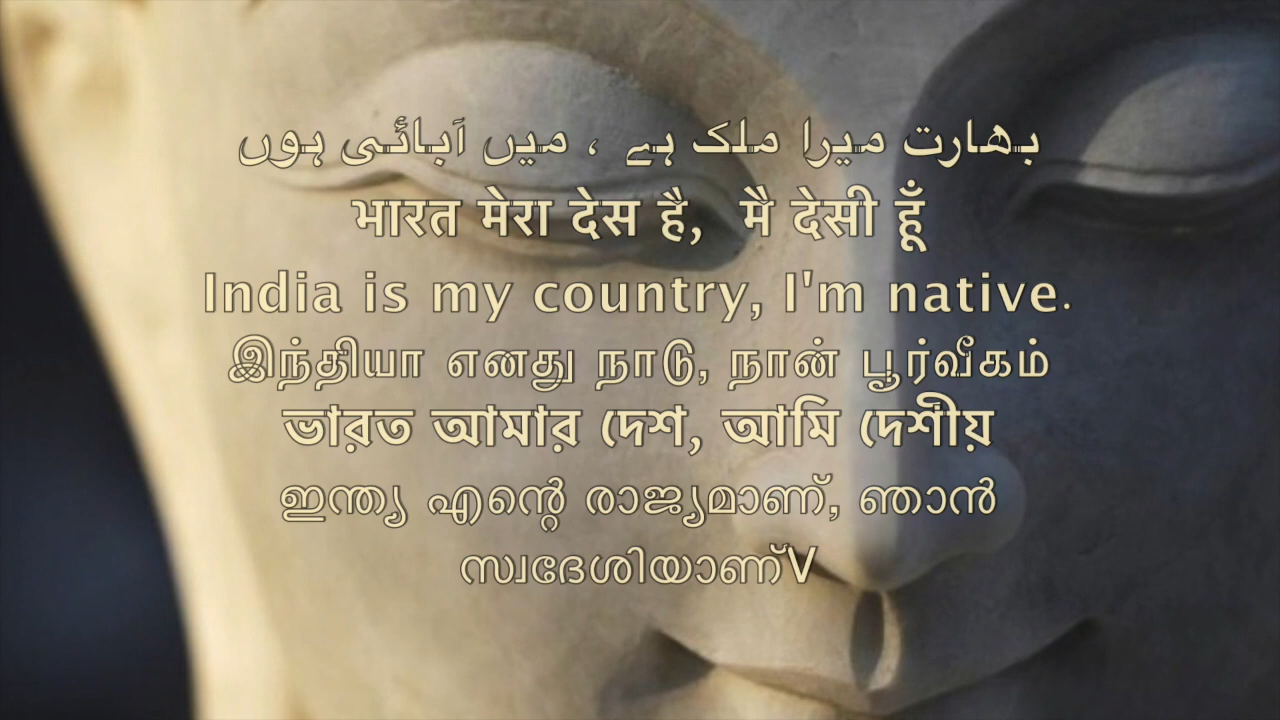 بھارت میرا ملک ہے ، میں آبائی ہوں
भारत मेरा देस है, मै देसी हूँ
India is my country, I'm native.
இந்தியா எனது நாடு, நான் பூர்வீகம்
ভারত আমার দেশ, আমি দেশীয়
ഇന്ത്യ എന്റെ രാജ്യമാണ്, ഞാൻ
സ്വദേശിയാണ്V